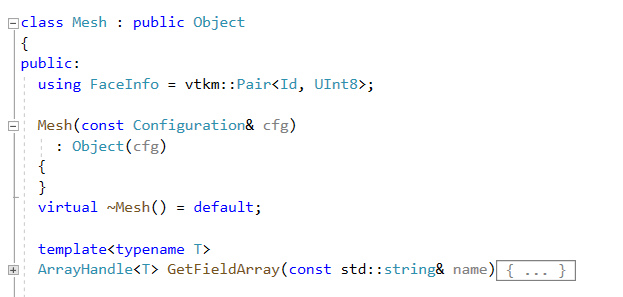 class Mesh : public Object
{
public:
using FaceInfo = vtkm::Pair<Id, UInt8>;
Mesh(const Configuration& cfg)
: Object(cfg)
{
}
virtual ~Mesh() = default;
template<typename T>
ArrayHandle<T> GetFieldArray(const std::string& name){ ... }